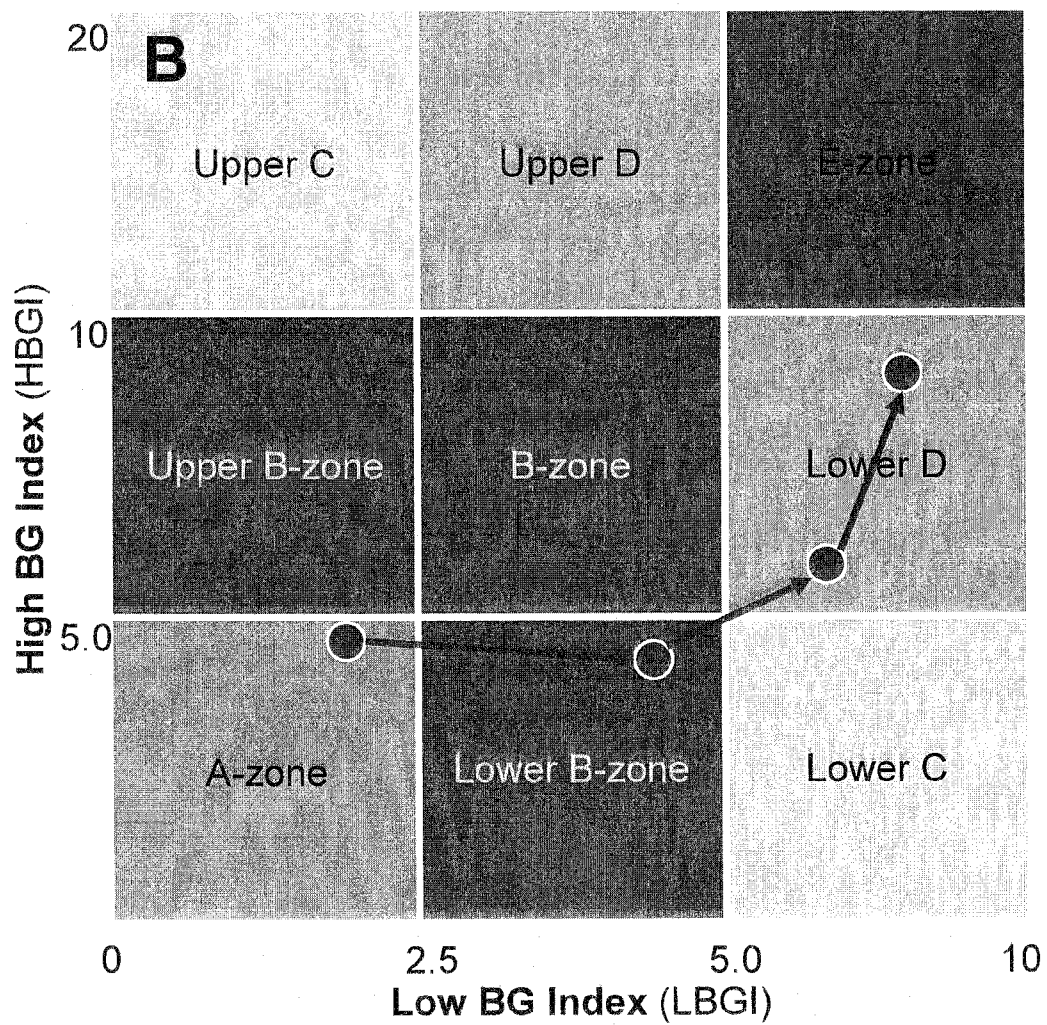 20
B
Upper C
Upper D
E-zone
High BG Index (HBGI)
10
Upper B-zone
B-zone
Lower D
5.0
A-zone
Lower B-zone
Lower C
0
2.5
5.0
10
Low BG Index (LBGI)